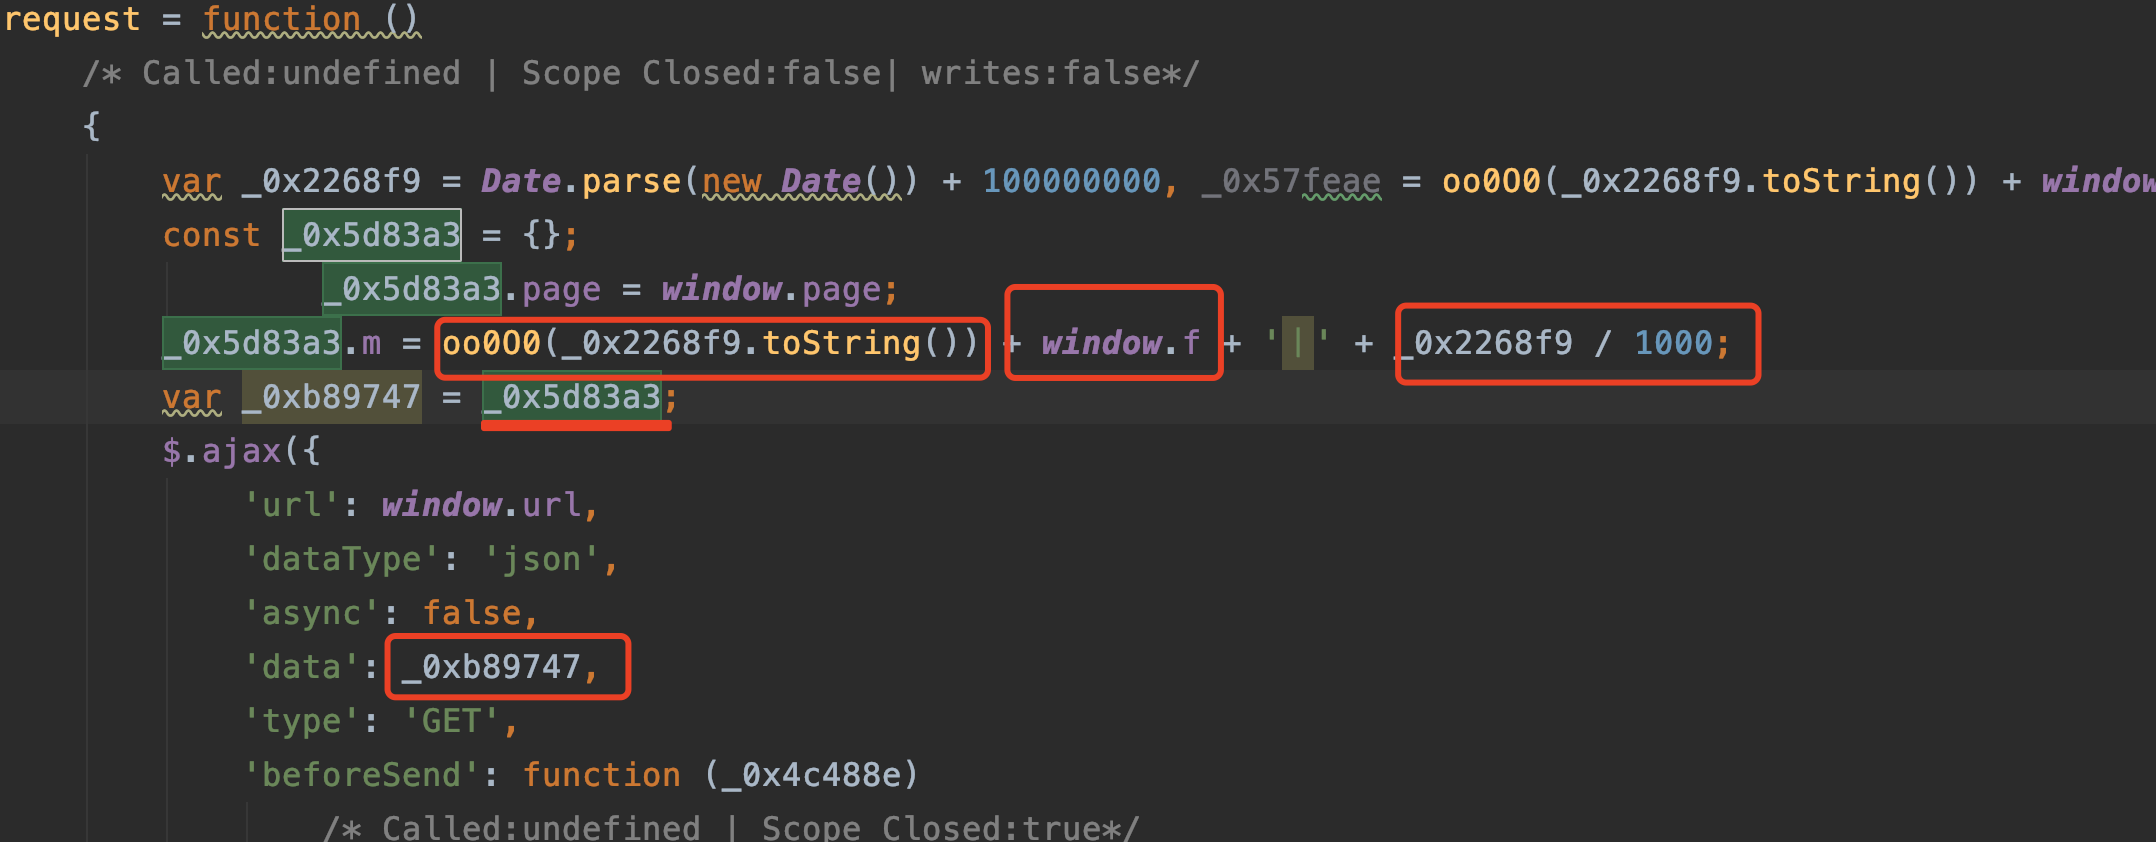 request = function ()
/* Called:undefined | Scope Closed:false| writes:false*/
{
var _0x2268f9 = Date.parse(new Date()) + 100000000, _0x57feae = oo0O0(_0x2268f9.toString()) + window
const _0x5d83a3 = {};
_0x5d83a3.page = window.page;
_0x5d83a3.m = oo0O0(_0x2268f9.toString()) + window.f + '|' + _0x2268f9 / 1000;
var _0xb89747 = _0x5d83a3;
$.ajax({
'url': window.url,
'dataType': 'json',
'async': false,
'data': _0xb89747,
'type': 'GET',
'beforeSend': function (_0x4c488e)
/* Called:undefined | Scope Closed:true*/